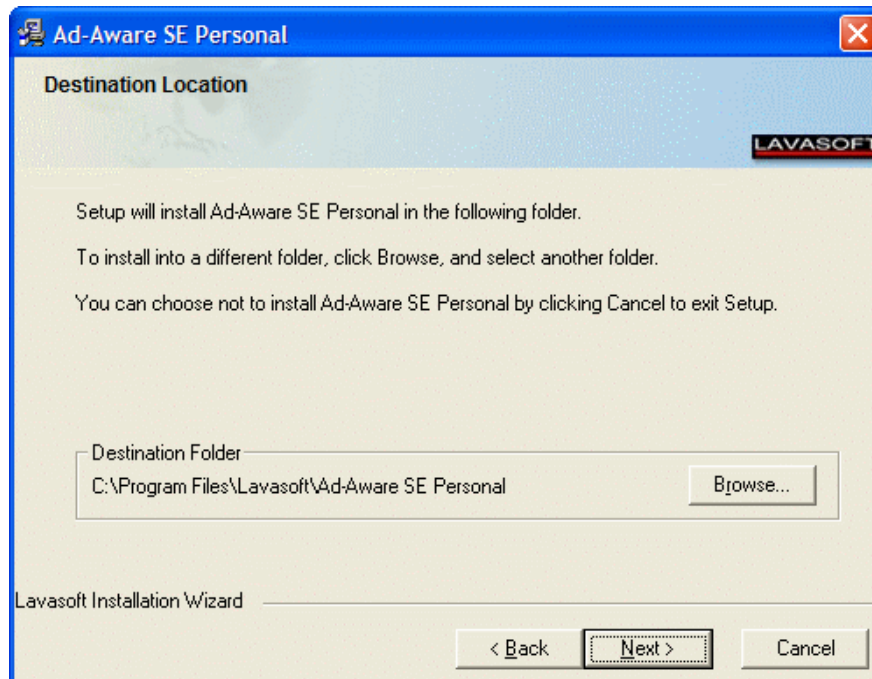 Ad-Aware SE Personal
Destination Location
LAVASOFT
Setup will install Ad-Aware SE Personal in the following folder.
To install into a different folder, click Browse, and select another folder.
You can choose not to install Ad-Aware SE Personal by clicking Cancel to exit Setup.
Destination Folder
C:\Program Files\Lavasoft\Ad-Aware SE Personal
Browse...
Lavasoft Installation Wizard
< Back Next > Cancel